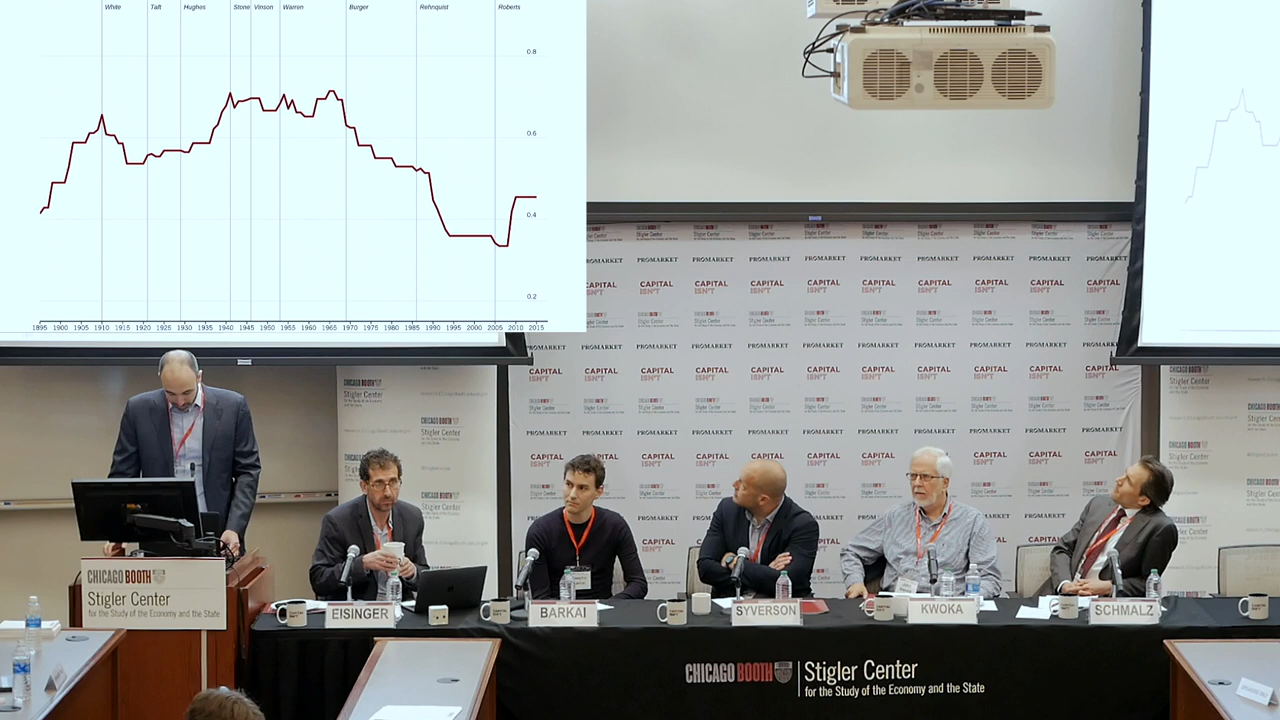 White Taft Hughes Stone Vinson Warren Burger Rehnquist Roberts
0.8
0.6
0.4
0.2
1895 1900 1905 1910 1915 1920 1925 1930 1935 1940 1945 1950 1955 1960 1965 1970 1975 1980 1985 1990 1995 2000 2005 2010 2015
PROMARKET
CAPITAL ISN'T
CHICAGO BOOTH
Stigler Center
for the Study of the Economy and the State
EISINGER
BARKAI
SYVERSON
KWOKA
SCHMALZ
CHICAGO BOOTH
Stigler Center
for the Study of the Economy and the State